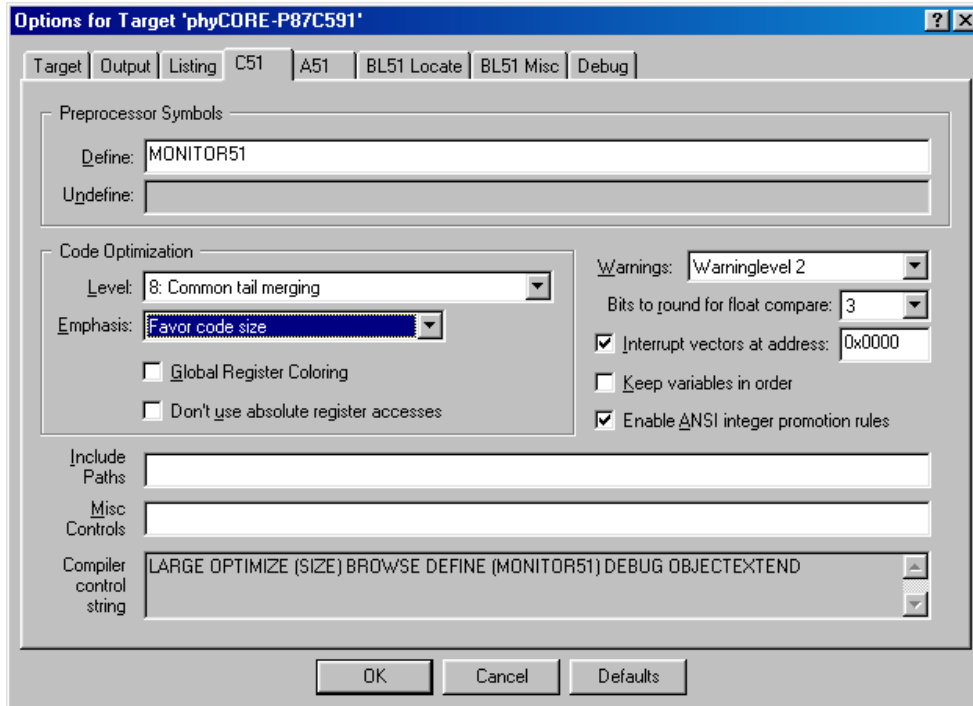 Options for Target 'phyCORE-P87C591'
Target Output Listing C51 A51 BL51 Locate BL51 Misc Debug
Preprocessor Symbols
Define: MONITOR51
Undefine:
Code Optimization
Level: 8: Common tail merging
Emphasis: Favor code size
Global Register Coloring
Don't use absolute register accesses
Warnings: Warninglevel 2
Bits to round for float compare: 3
Interrupt vectors at address: 0x0000
Keep variables in order
Enable ANSI integer promotion rules
Include
Paths
Misc
Controls
Compiler
control
string
LARGE OPTIMIZE (SIZE) BROWSE DEFINE (MONITOR51) DEBUG OBJECTEXTEND
OK Cancel Defaults